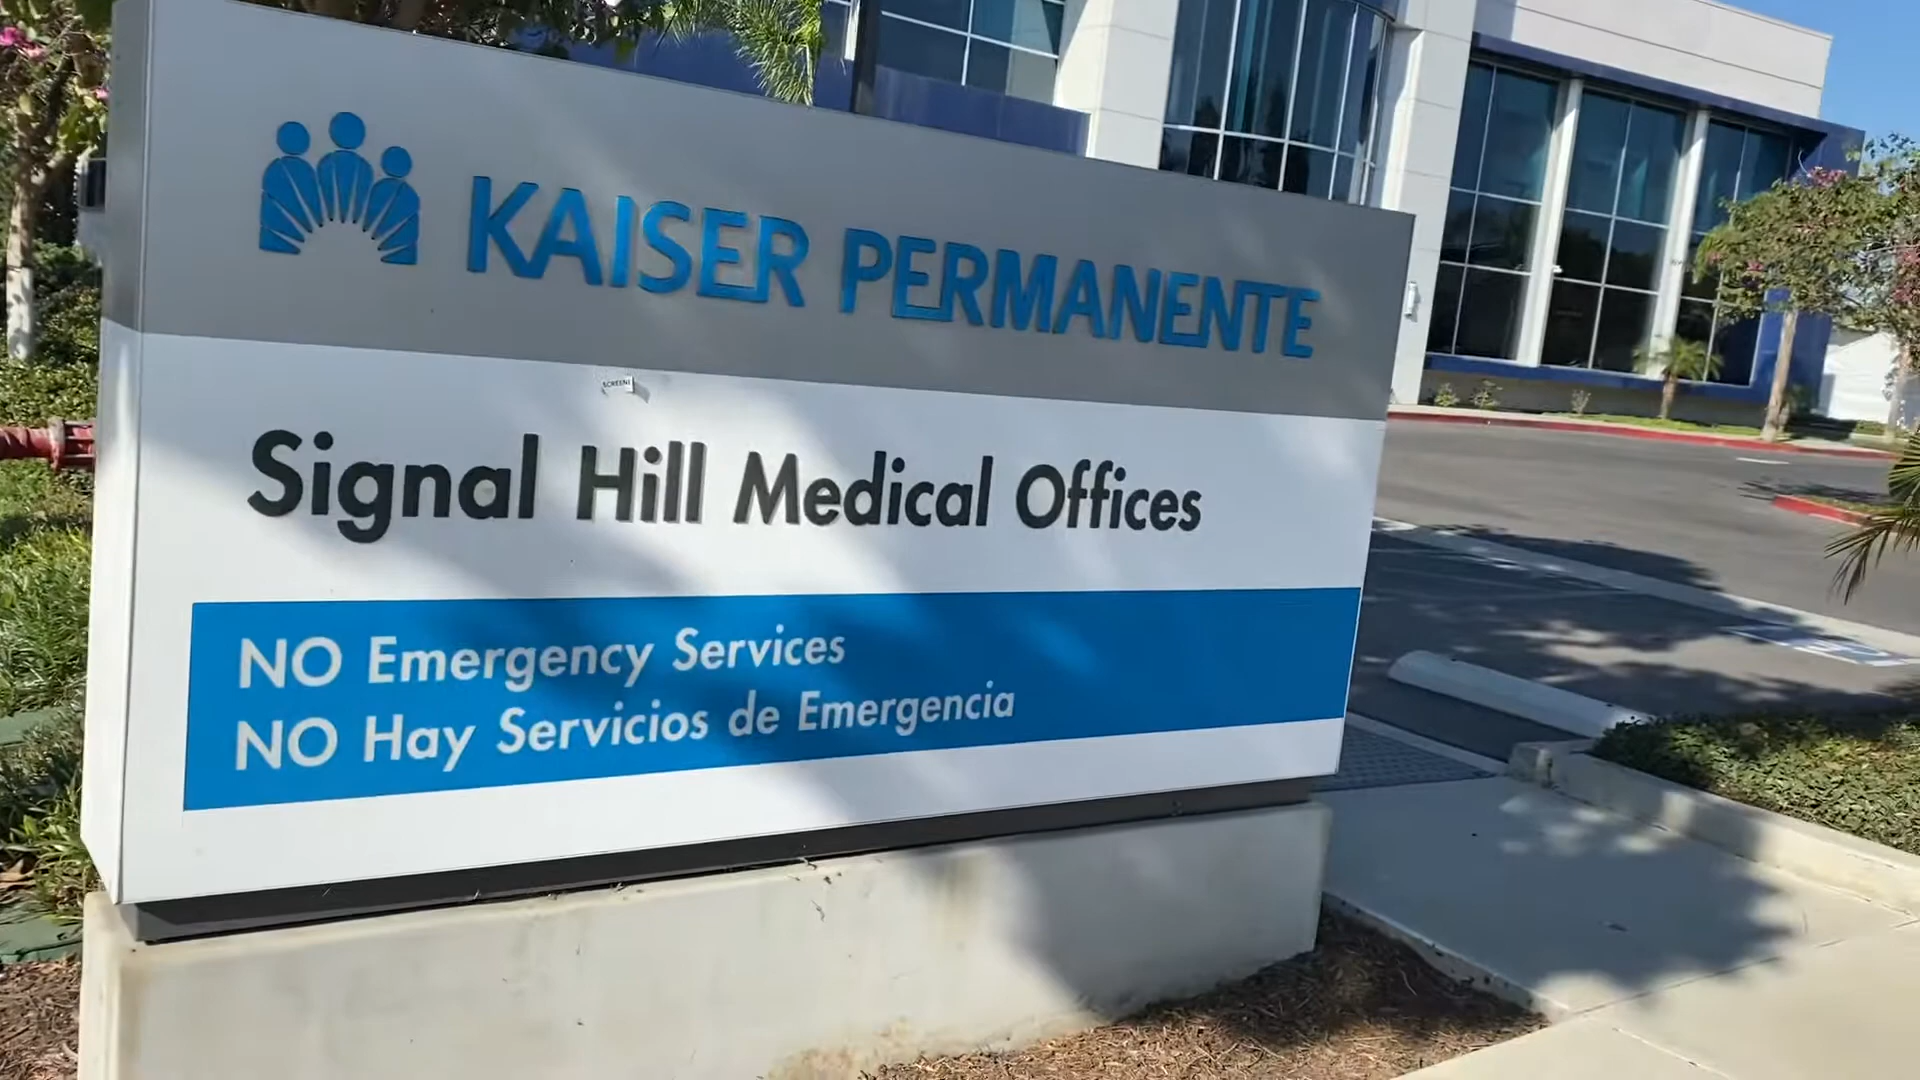 KAISER PERMANENTE
Signal Hill Medical Offices
NO Emergency Services
NO Hay Servicios de Emergencia